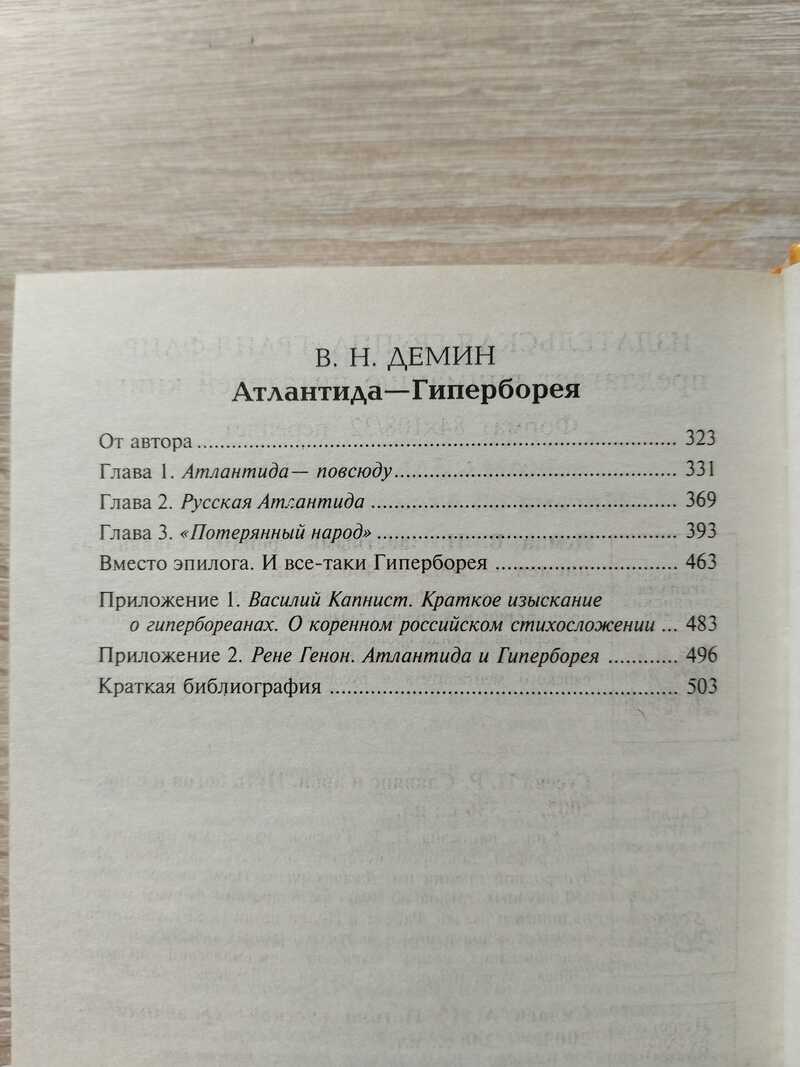 В. Н. ДЕМИН
Атлантида—Гиперборея
От автора ........ 323
Глава 1. Атлантида— повсюду ........ 331
Глава 2. Русская Атлантида ........ 369
Глава 3. «Потерянный народ» ........ 393
Вместо эпилога. И все-таки Гиперборея ........ 463
Приложение 1. Василий Капнист. Краткое изыскание
о гипербореанах. О коренном российском стихосложении ... 483
Приложение 2. Рене Генон. Атлантида и Гиперборея ........ 496
Краткая библиография ........ 503